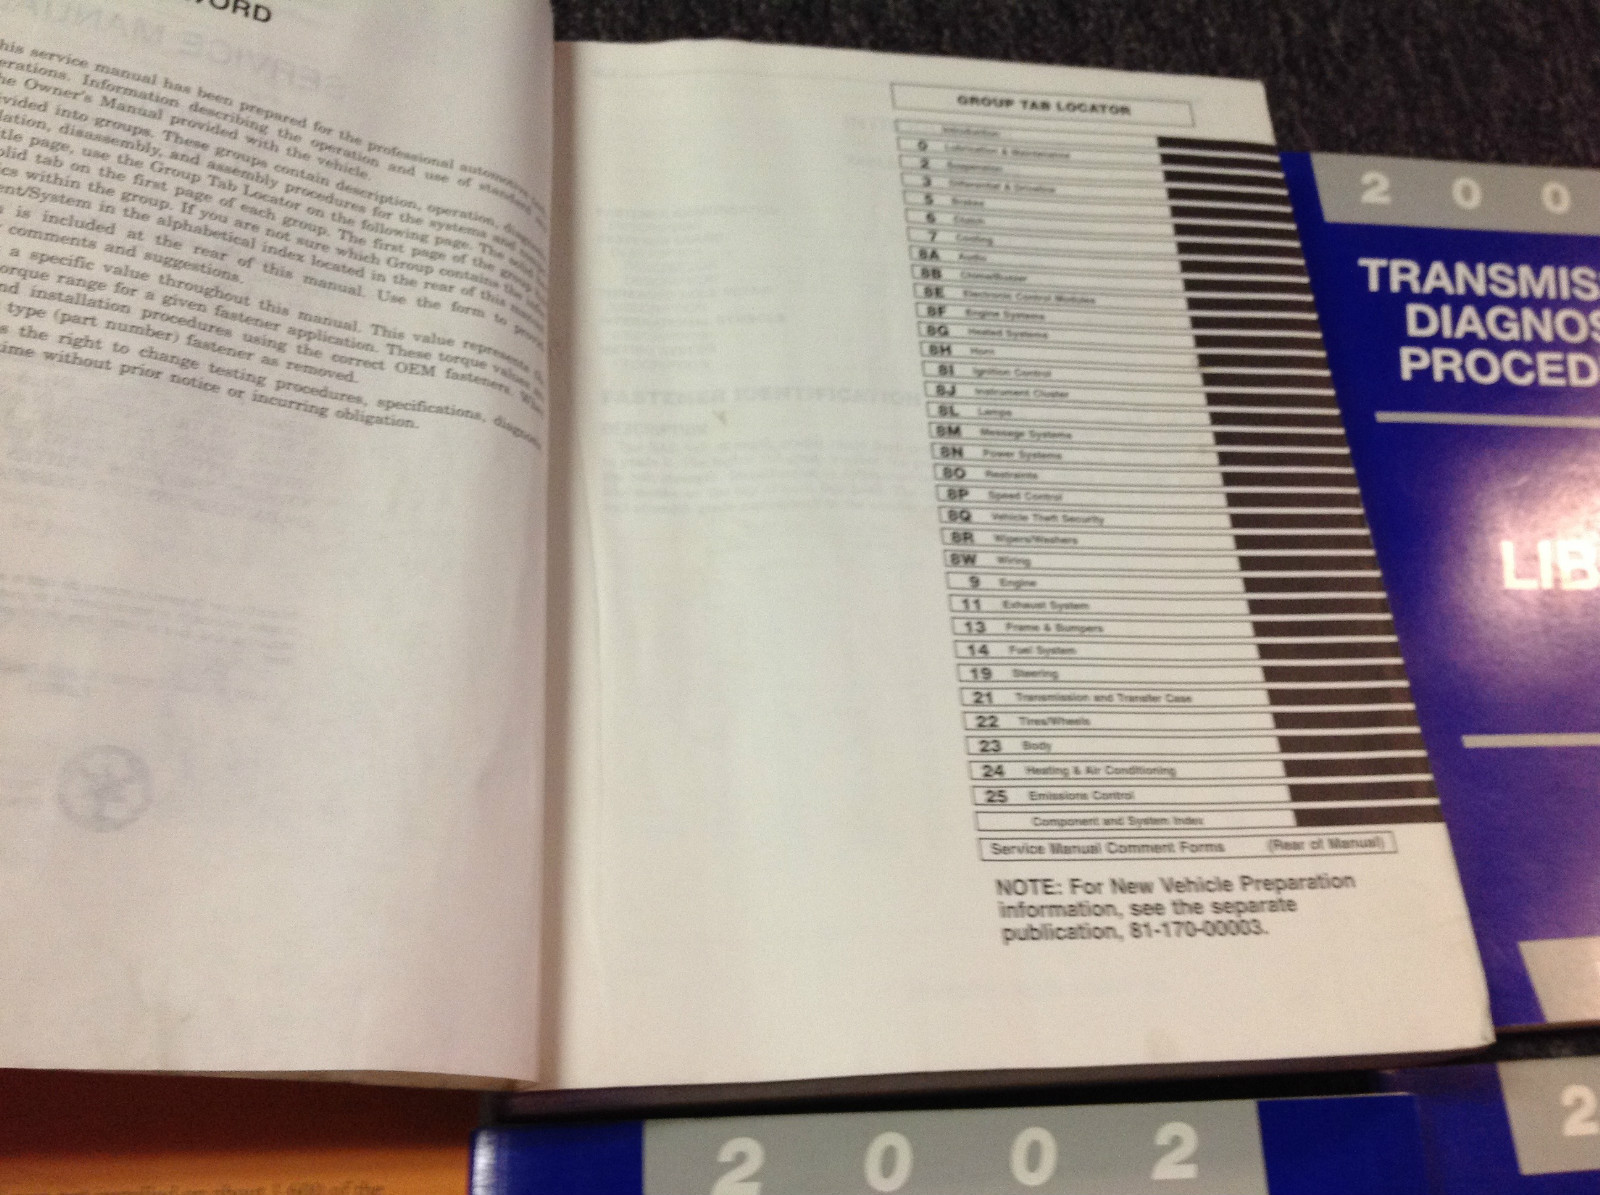 WORD
his service manual has been prepared for the professional automotive
erations. Information describing the operation and use of standard
he Owner's Manual provided with the vehicle.
ivided into groups. These groups contain description, operation,
lation, disassembly, and assembly procedures for the systems and
tle page, use the Group Tab Locator on the following page. The solid
olid tab on the first page of each group. The first page of the group
ics within the group. If you are not sure which Group contains the
ent/System in the alphabetical index located in the rear of this manual.
is included at the rear of this manual. Use the form to
comments and suggestions.
a specific value throughout this manual. This value represents
orque range for a given fastener application. These torque values
nd installation procedures using the correct OEM fasteners.
type (part number) fastener as removed.
s the right to change testing procedures, specifications,
time without prior notice or incurring obligation.
GROUP TAB LOCATOR
Introduction
0 Lubrication & Maintenance
2 Suspension
3 Differential & Driveline
5 Brakes
6 Clutch
7 Cooling
8A Audio
8B Chime/Buzzer
8E Electronic Control Modules
8F Engine Systems
8G Heated Systems
8H Horn
8I Ignition Control
8J Instrument Cluster
8L Lamps
8M Message Systems
8N Power Systems
8O Restraints
8P Speed Control
8Q Vehicle Theft Security
8R Wipers/Washers
8W Wiring
9 Engine
11 Exhaust System
13 Frame & Bumpers
14 Fuel System
19 Steering
21 Transmission and Transfer Case
22 Tires/Wheels
23 Body
24 Heating & Air Conditioning
25 Emissions Control
Component and System Index
Service Manual Comment Forms (Rear of Manual)
NOTE: For New Vehicle Preparation
information, see the separate
publication, 81-170-00003.
2 0 0
TRANSMIS
DIAGNOS
PROCED
LIB
2 0 0 2
2